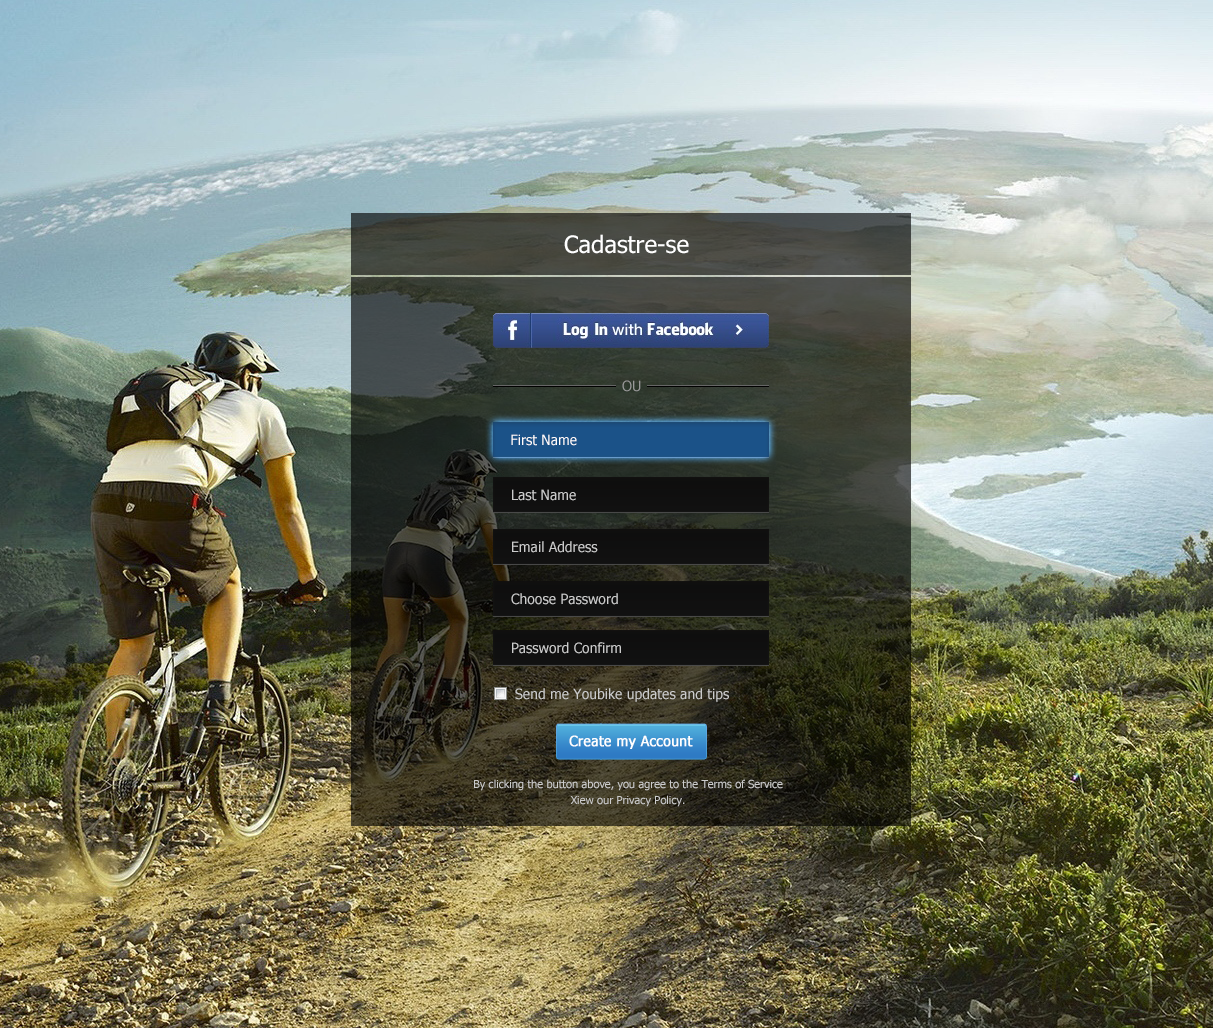 Cadastre-se
f Log In with Facebook
OU
First Name
Last Name
Email Address
Choose Password
Password Confirm
Send me Youbike updates and tips
Create my Account
By clicking the button above, you agree to the Terms of Service
Xiew our Privacy Policy.